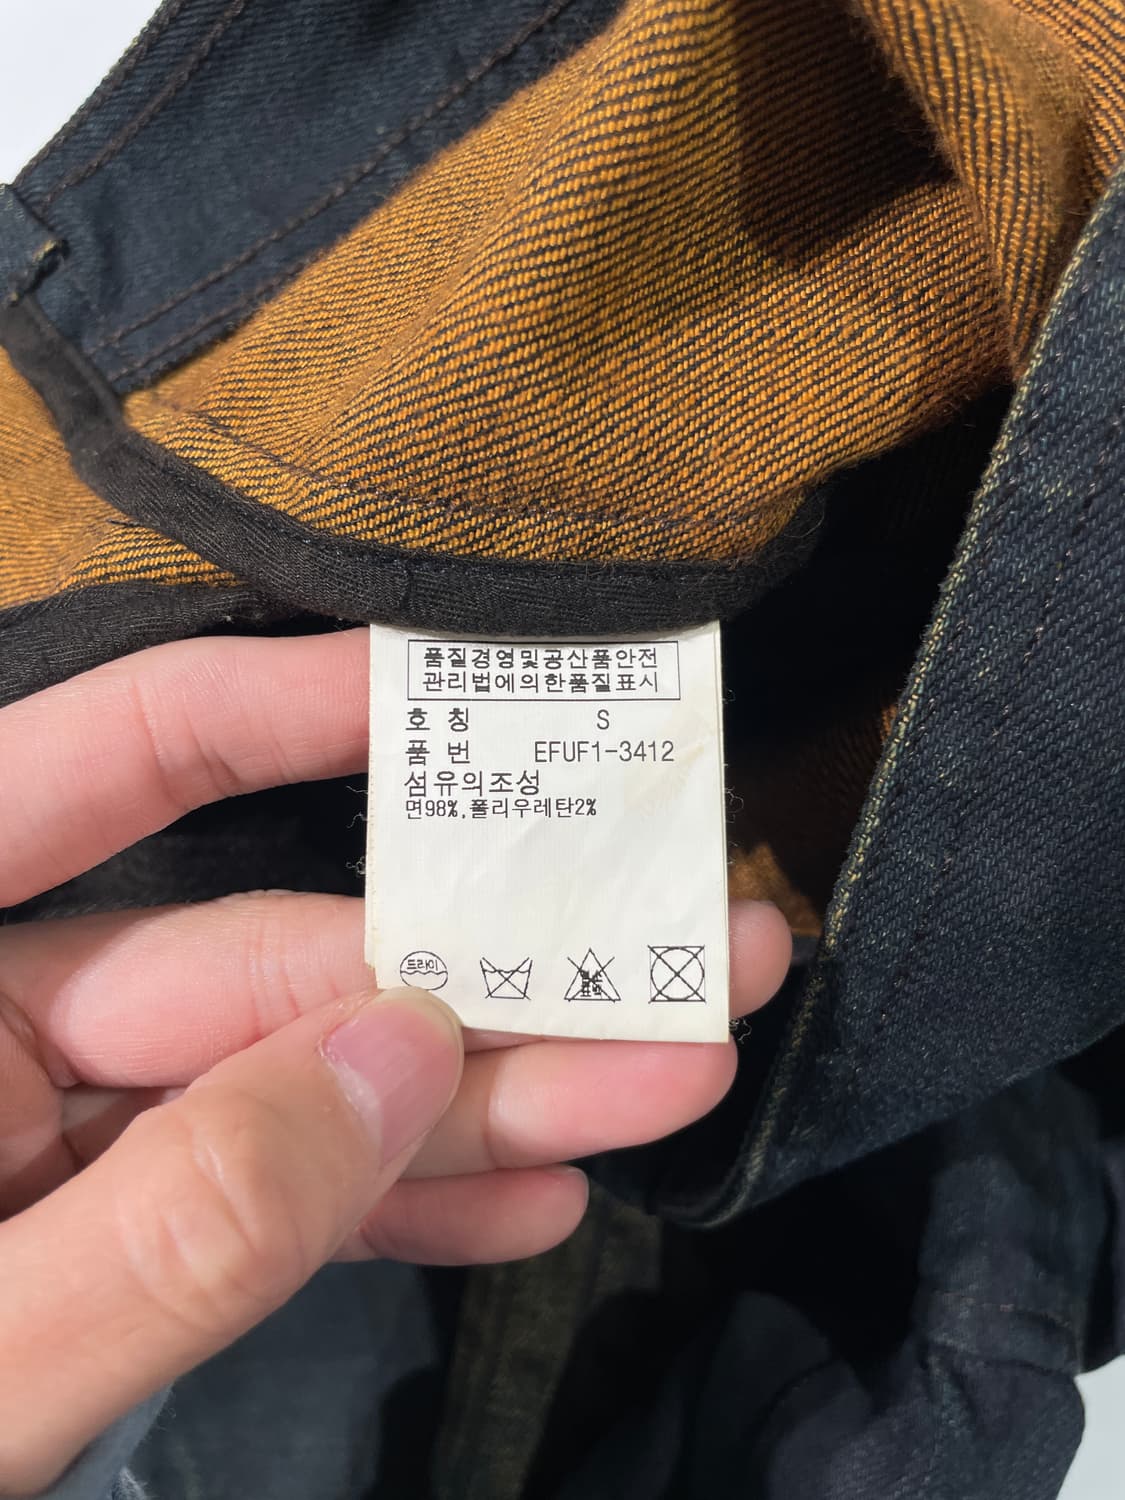 품질경영및공산품안전
관리법에의한품질표시
호 칭 S
품 번 EFUF1-3412
섬유의조성
면98%,폴리우레탄2%
드라이